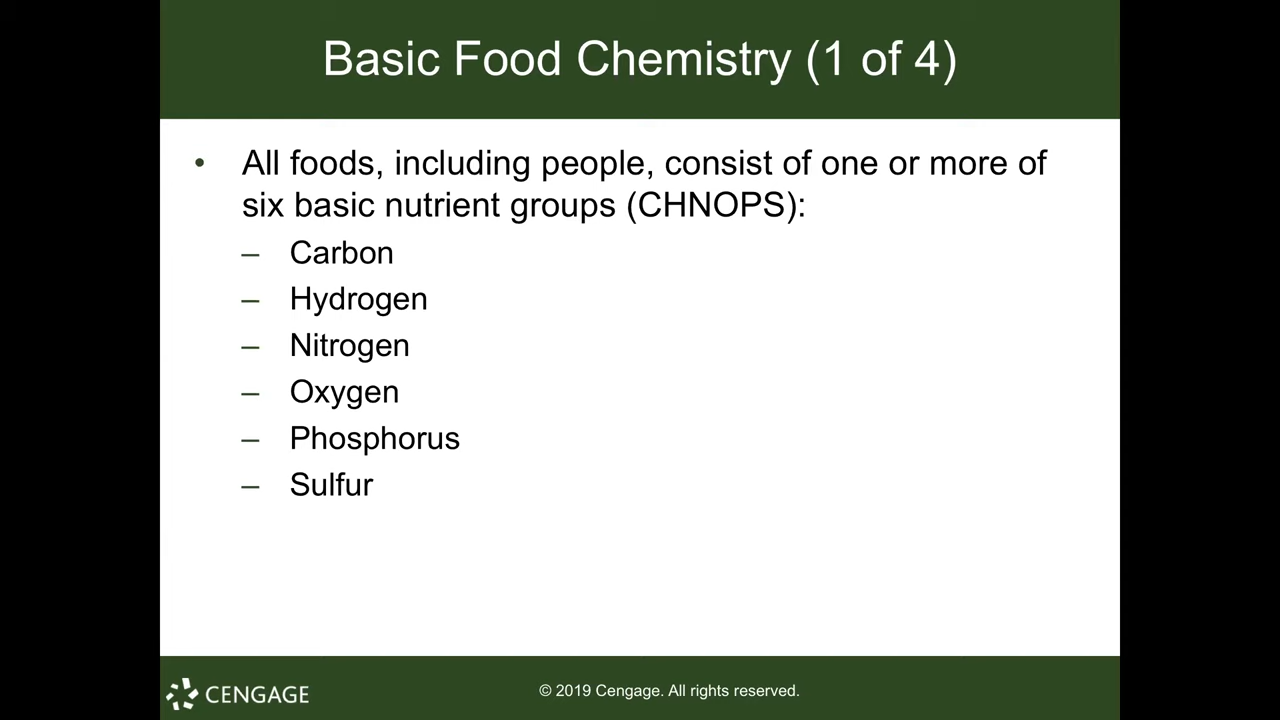 Basic Food Chemistry (1 of 4)
• All foods, including people, consist of one or more of
six basic nutrient groups (CHNOPS):
– Carbon
– Hydrogen
– Nitrogen
– Oxygen
– Phosphorus
– Sulfur
CENGAGE
© 2019 Cengage. All rights reserved.